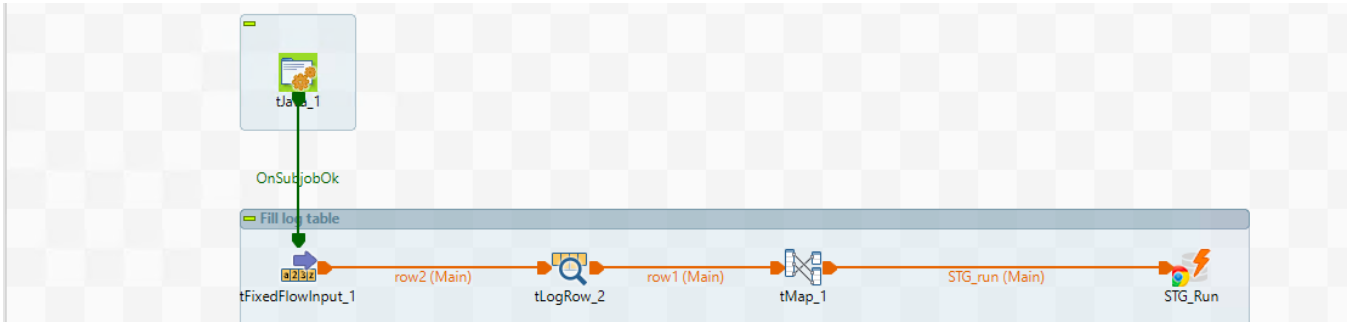 tJava_1
OnSubjobOk
Fill log table
row2 (Main)
row1 (Main)
STG_run (Main)
tFixedFlowInput_1
tLogRow_2
tMap_1
STG_Run